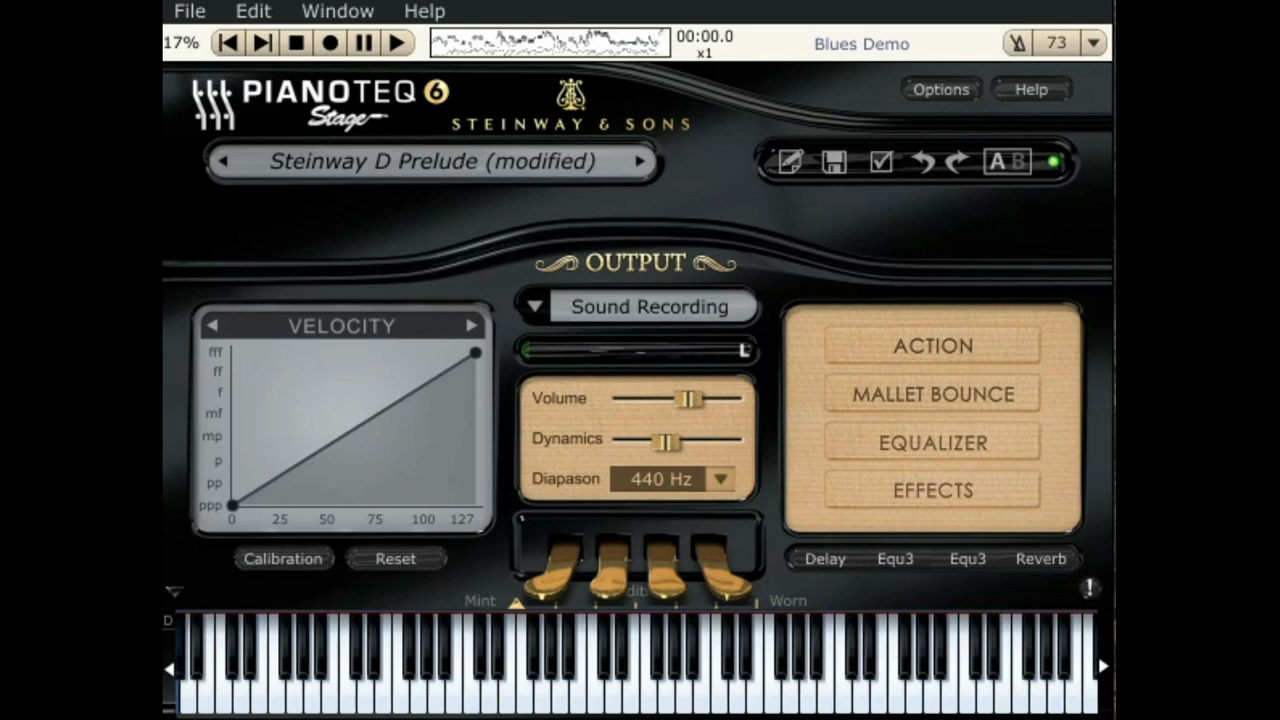 File Edit Window Help
17% 00:00.0 x1 Blues Demo 73
PIANOTEQ 6
Stage
STEINWAY & SONS
Options Help
Steinway D Prelude (modified)
A B
OUTPUT
VELOCITY
fff
ff
f
mf
mp
p
pp
ppp
0 25 50 75 100 127
Calibration Reset
Sound Recording
L
Volume
Dynamics
Diapason 440 Hz
ACTION
MALLET BOUNCE
EQUALIZER
EFFECTS
Delay Equ3 Equ3 Reverb
Mint Worn
!
D